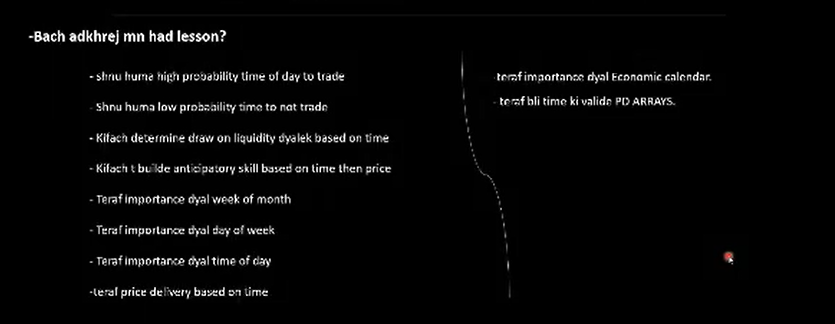 -Bach adkhrej mn had lesson?
- shnu huma high probability time of day to trade
- Shnu huma low probability time to not trade
- Kifach determine draw on liquidity dyalek based on time
- Kifach t builde anticipatory skill based on time then price
- Teraf importance dyal week of month
- Teraf importance dyal day of week
- Teraf importance dyal time of day
-teraf price delivery based on time
-teraf importance dyal Economic calendar.
- teraf bli time ki valide PD ARRAYS.